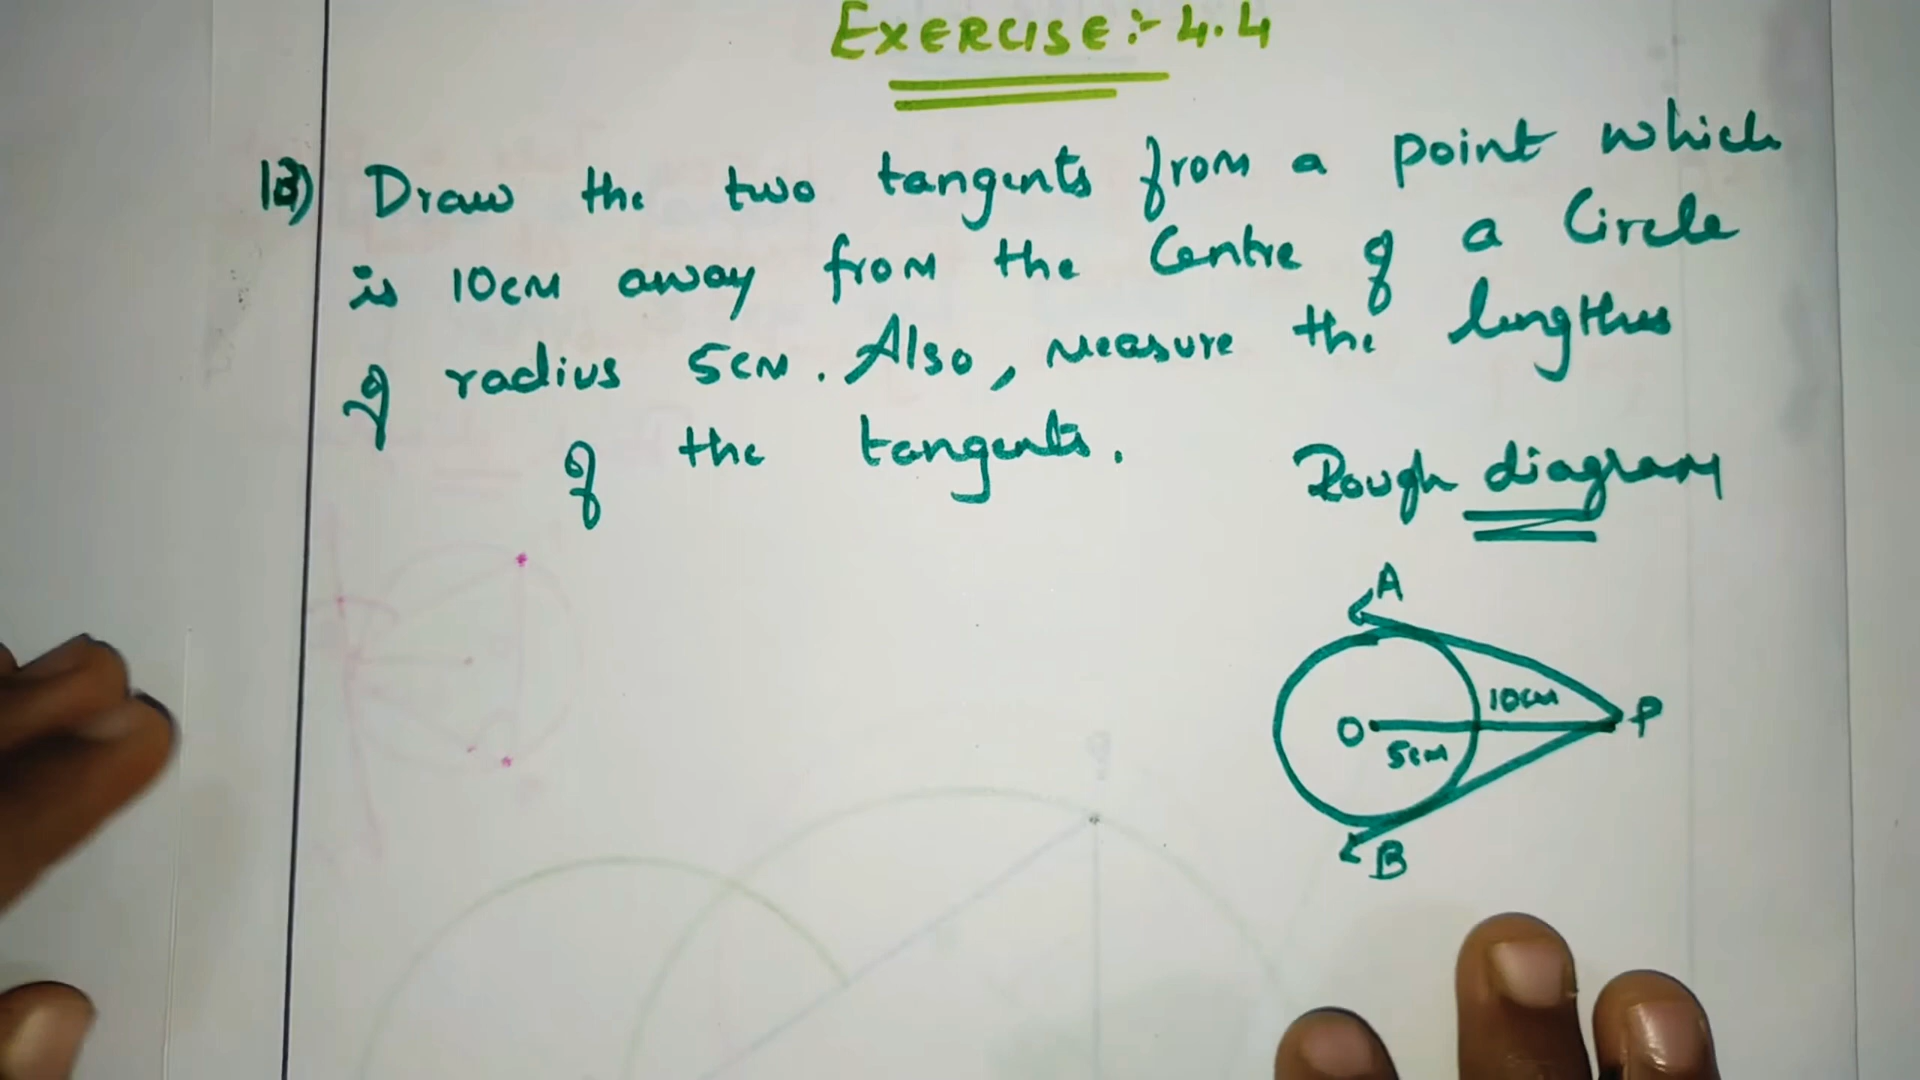 EXERCISE:- 4.4
Draw the two tangents from a point which
is 10cm away from the Centre of a Circle
of radius 5cm. Also, measure the lengths
of the tangents.
Rough diagram
A
10cm
O
P
5cm
B